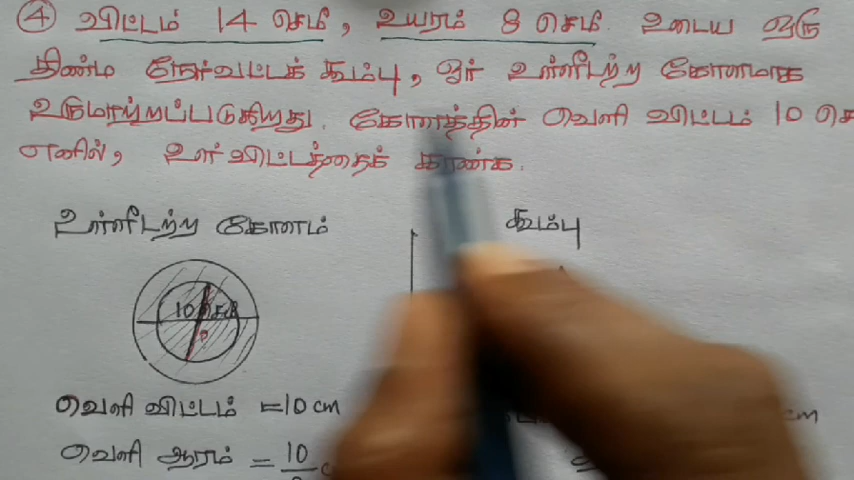 ④ விட்டம் 14 செமீ, உயரம் 8 செமீ உடைய ஒரு
திண்ம நேர்வட்டக் கூம்பு, ஓர் உள்ளீடற்ற கோளமாக
உருமாற்றப்படுகிறது. கோளத்தின் வெளி விட்டம் 10 செ
எனில், உள் விட்டத்தைக் காண்க.
உள்ளீடற்ற கோளம்
கூம்பு
10 செமீ
வெளி விட்டம் = 10 cm
cm
வெளி ஆரம் = 10